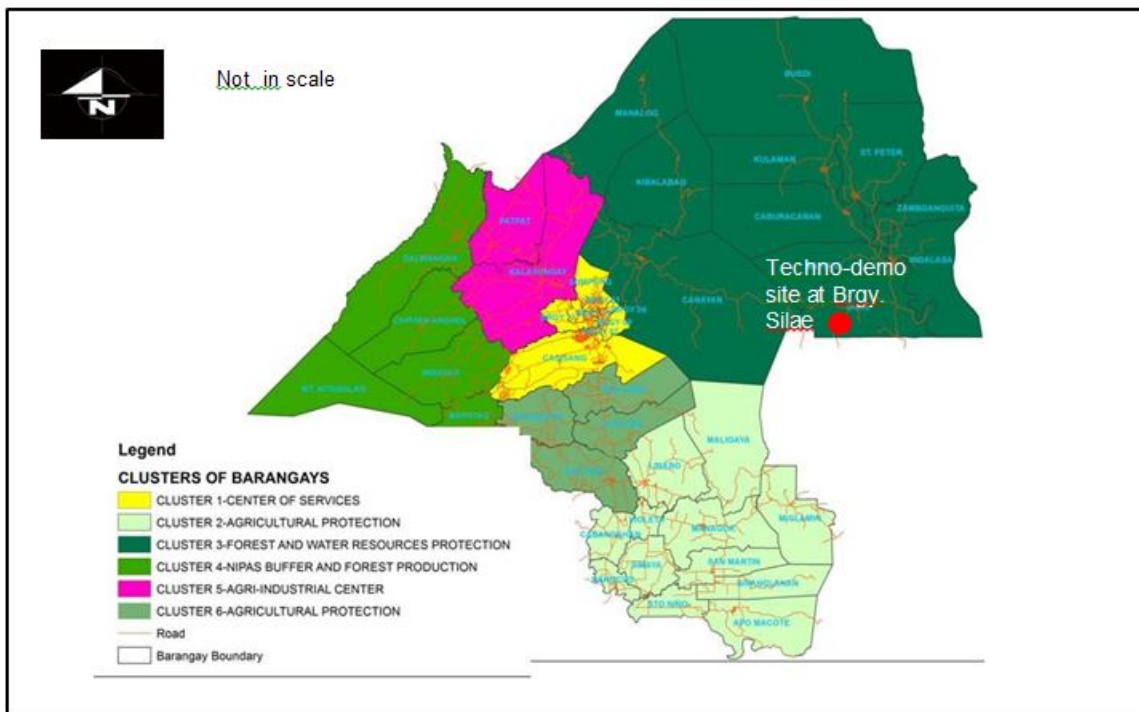 N
Not in scale
BUSDI
MANALOG
KULAMAN
ST. PETER
KIBALABAG
ZAMBOANGUITA
CABURACANAN
PATPAT
DALWANGAN
KALASUNGAY
INDALASA
Techno-demo
site at Brgy.
Silae
CANAYAN
CASISANG
IMBAYAO
MT. KITANGLAD
MAPAYAG
MALIGAYA
LINABO
Legend
CLUSTERS OF BARANGAYS
CLUSTER 1-CENTER OF SERVICES
CLUSTER 2-AGRICULTURAL PROTECTION
CLUSTER 3-FOREST AND WATER RESOURCES PROTECTION
CLUSTER 4-NIPAS BUFFER AND FOREST PRODUCTION
CLUSTER 5-AGRI-INDUSTRIAL CENTER
CLUSTER 6-AGRICULTURAL PROTECTION
Road
Barangay Boundary
MIGLAMIN
VIOLETA
MANAGOK
CABANGAHAN
SAN MARTIN
SIMAYA
SINANGLANAN
STO NIÑO
APO MACOTE